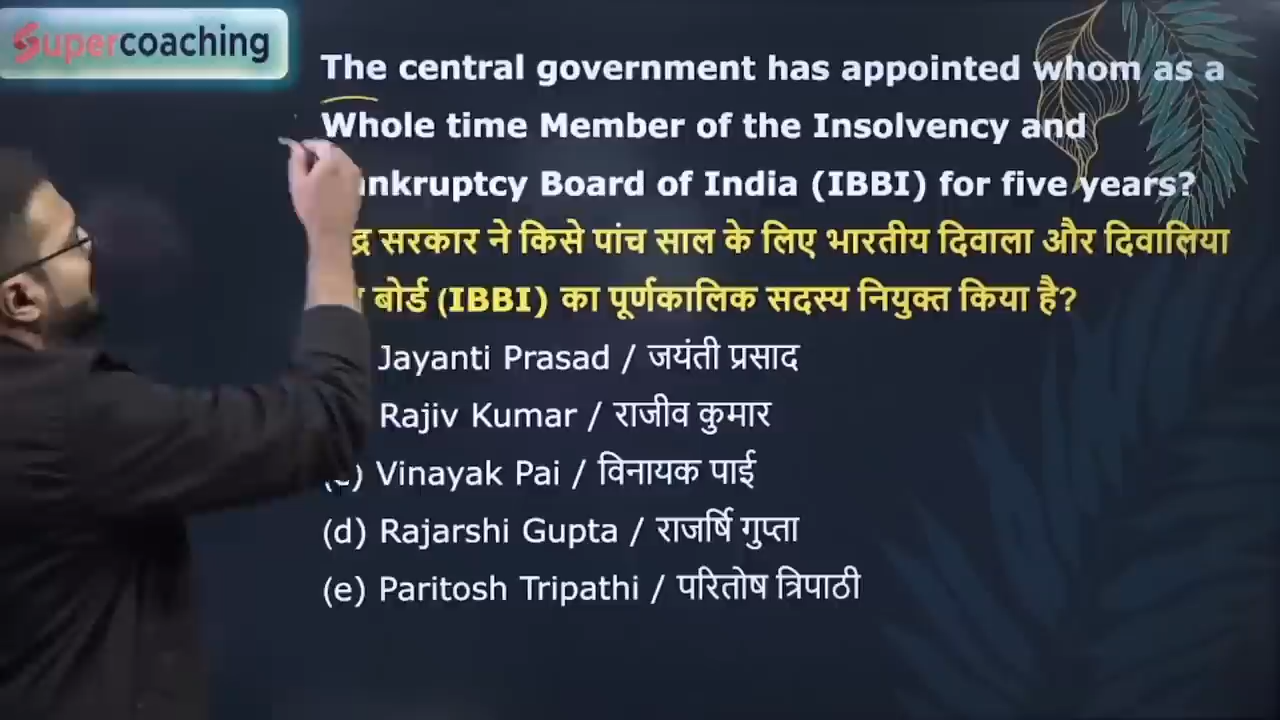 Supercoaching
The central government has appointed whom as a
Whole time Member of the Insolvency and
ankruptcy Board of India (IBBI) for five years?
सरकार ने किसे पांच साल के लिए भारतीय दिवाला और दिवालिया
बोर्ड (IBBI) का पूर्णकालिक सदस्य नियुक्त किया है?
Jayanti Prasad / जयंती प्रसाद
Rajiv Kumar / राजीव कुमार
Vinayak Pai / विनायक पाई
(d) Rajarshi Gupta / राजर्षि गुप्ता
(e) Paritosh Tripathi / परितोष त्रिपाठी